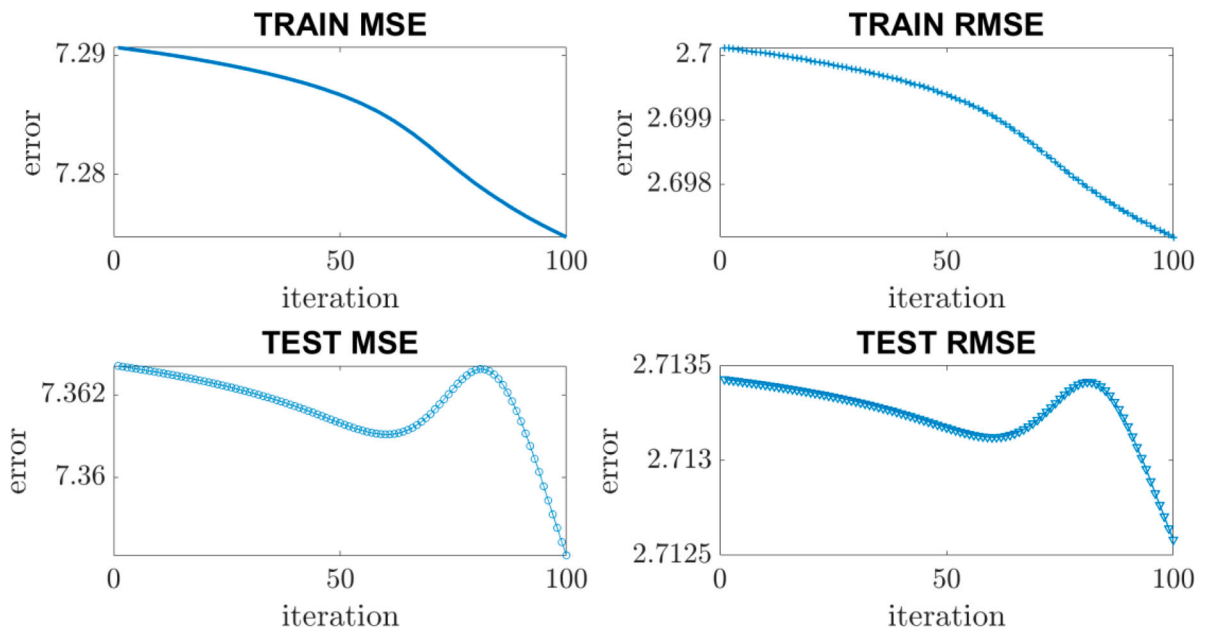 TRAIN MSE
7.29
7.28
error
0
50
100
iteration
TRAIN RMSE
2.7
2.699
2.698
error
0
50
100
iteration
TEST MSE
7.362
7.36
error
0
50
100
iteration
TEST RMSE
2.7135
2.713
2.7125
error
0
50
100
iteration